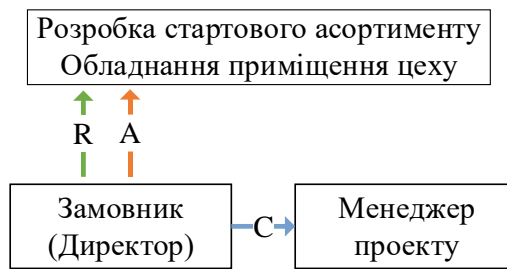 Розробка стартового асортименту
Обладнання приміщення цеху
R A
Замовник
(Директор)
C
Менеджер
проекту